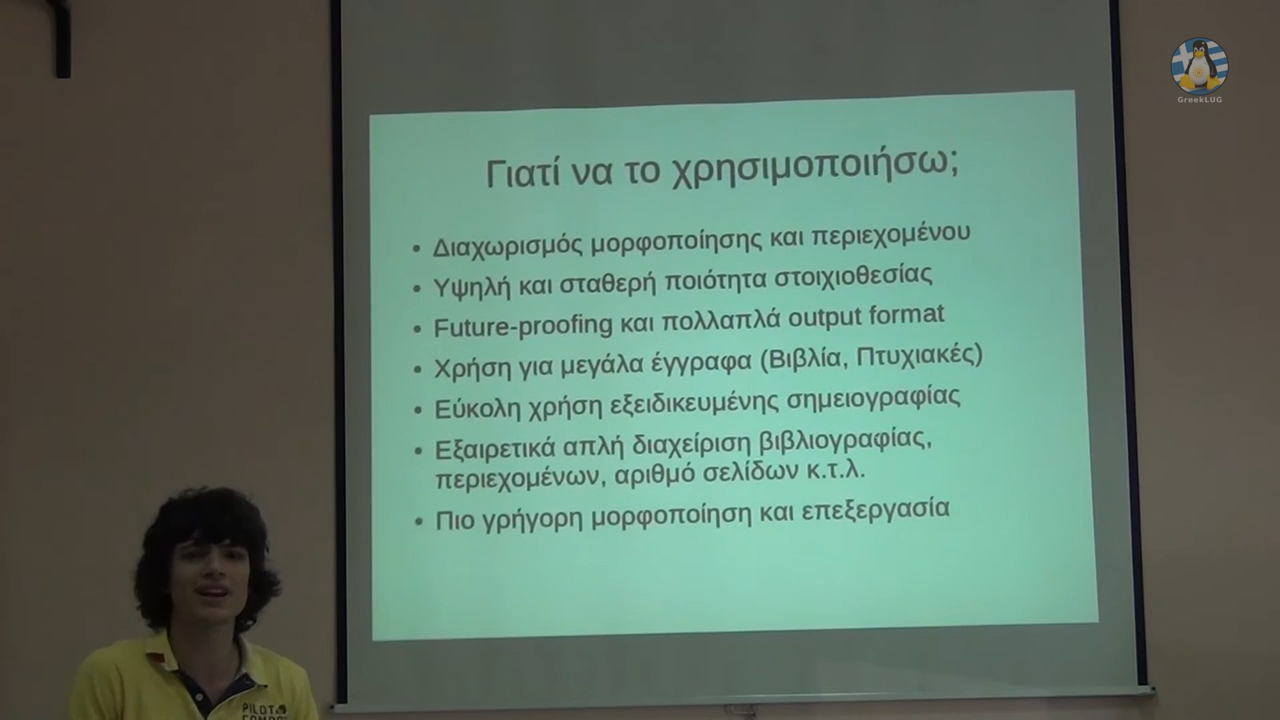 GreekLUG
Γιατί να το χρησιμοποιήσω;
• Διαχωρισμός μορφοποίησης και περιεχομένου
• Υψηλή και σταθερή ποιότητα στοιχιοθεσίας
• Future-proofing και πολλαπλά output format
• Χρήση για μεγάλα έγγραφα (Βιβλία, Πτυχιακές)
• Εύκολη χρήση εξειδικευμένης σημειογραφίας
• Εξαιρετικά απλή διαχείριση βιβλιογραφίας,
περιεχομένων, αριθμό σελίδων κ.τ.λ.
• Πιο γρήγορη μορφοποίηση και επεξεργασία
PILOT